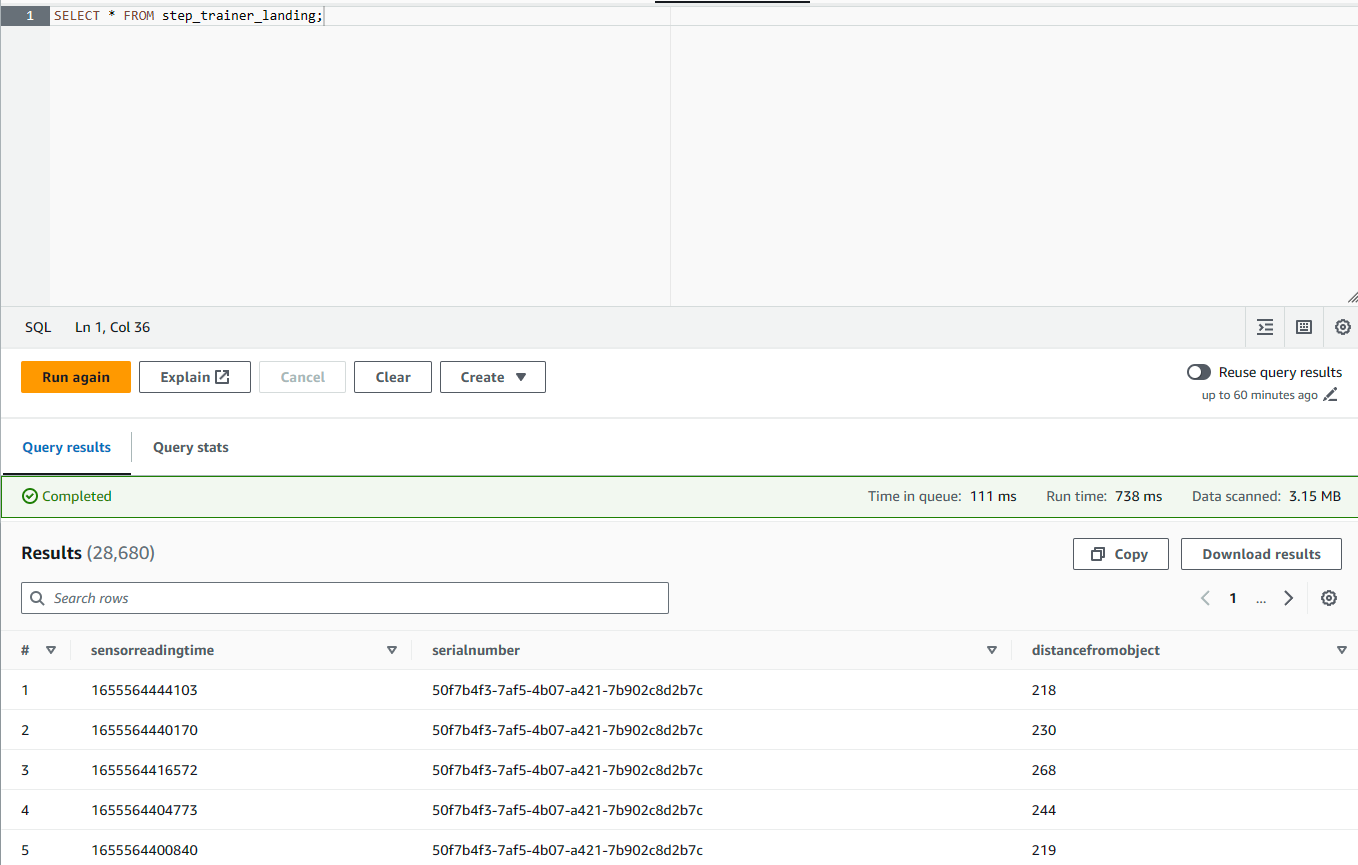 1 SELECT * FROM step_trainer_landing;
SQL Ln 1, Col 36
Run again Explain Cancel Clear Create Reuse query results
up to 60 minutes ago
Query results Query stats
Completed Time in queue: 111 ms Run time: 738 ms Data scanned: 3.15 MB
Results (28,680) Copy Download results
Search rows 1 ...
# sensorreadingtime serialnumber distancefromobject
1 1655564444103 50f7b4f3-7af5-4b07-a421-7b902c8d2b7c 218
2 1655564440170 50f7b4f3-7af5-4b07-a421-7b902c8d2b7c 230
3 1655564416572 50f7b4f3-7af5-4b07-a421-7b902c8d2b7c 268
4 1655564404773 50f7b4f3-7af5-4b07-a421-7b902c8d2b7c 244
5 1655564400840 50f7b4f3-7af5-4b07-a421-7b902c8d2b7c 219